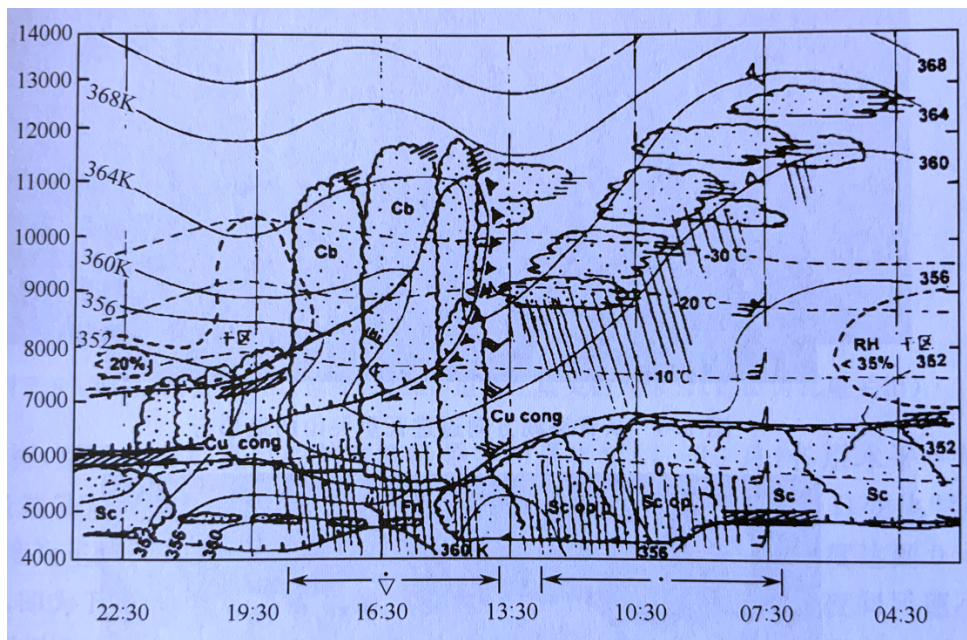 14000
13000
12000
11000
10000
9000
8000
7000
6000
5000
4000
368K
364K
360K
356
352
20%
干区
Cb
Cb
Cu cong
Cu cong
Sc
Fn
Sc op
Sc op
Sc
Sc
368
364
360
356
352
352
RH
< 35%
干区
-30℃
20℃
10℃
0℃
360
360 K
356
▽
22:30
19:30
16:30
13:30
10:30
07:30
04:30